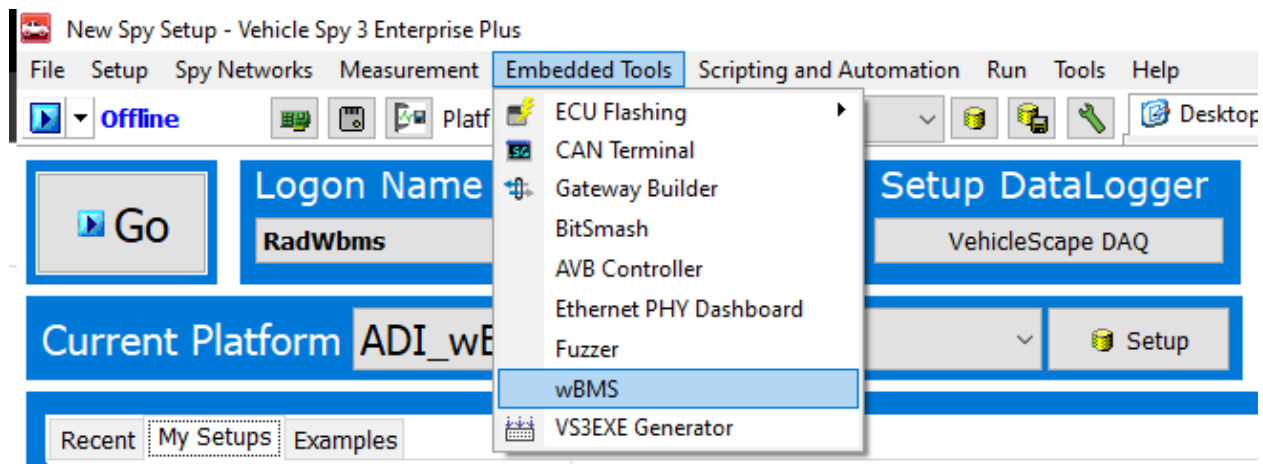 New Spy Setup - Vehicle Spy 3 Enterprise Plus
File Setup Spy Networks Measurement Embedded Tools Scripting and Automation Run Tools Help
Offline Platf Desktop
ECU Flashing
CAN Terminal
Gateway Builder
BitSmash
AVB Controller
Ethernet PHY Dashboard
Fuzzer
wBMS
VS3EXE Generator
Go
Logon Name
RadWbms
Setup DataLogger
VehicleScape DAQ
Current Platform ADI_wB Setup
Recent My Setups Examples